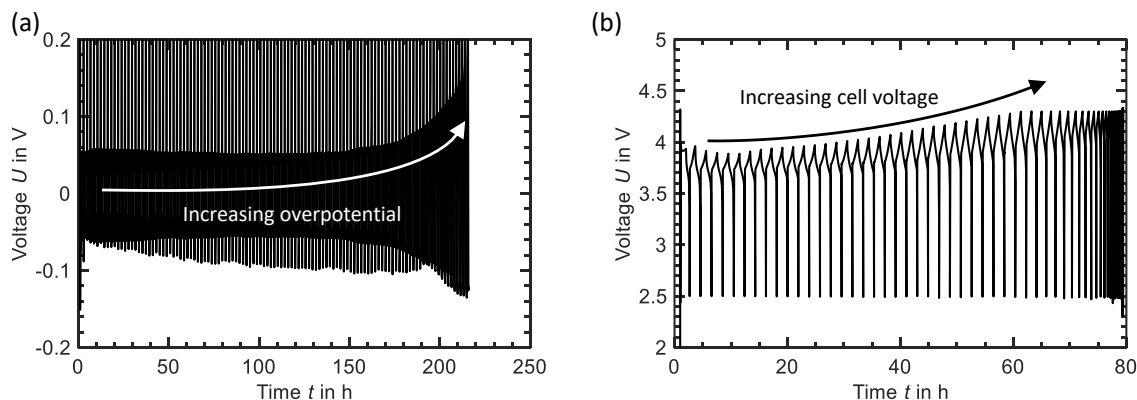 (a)
0.2
0.1
0
-0.1
-0.2
Voltage U in V
Increasing overpotential
0 50 100 150 200 250
Time t in h
(b)
5
4.5
4
3.5
3
2.5
2
Voltage U in V
Increasing cell voltage
0 20 40 60 80
Time t in h